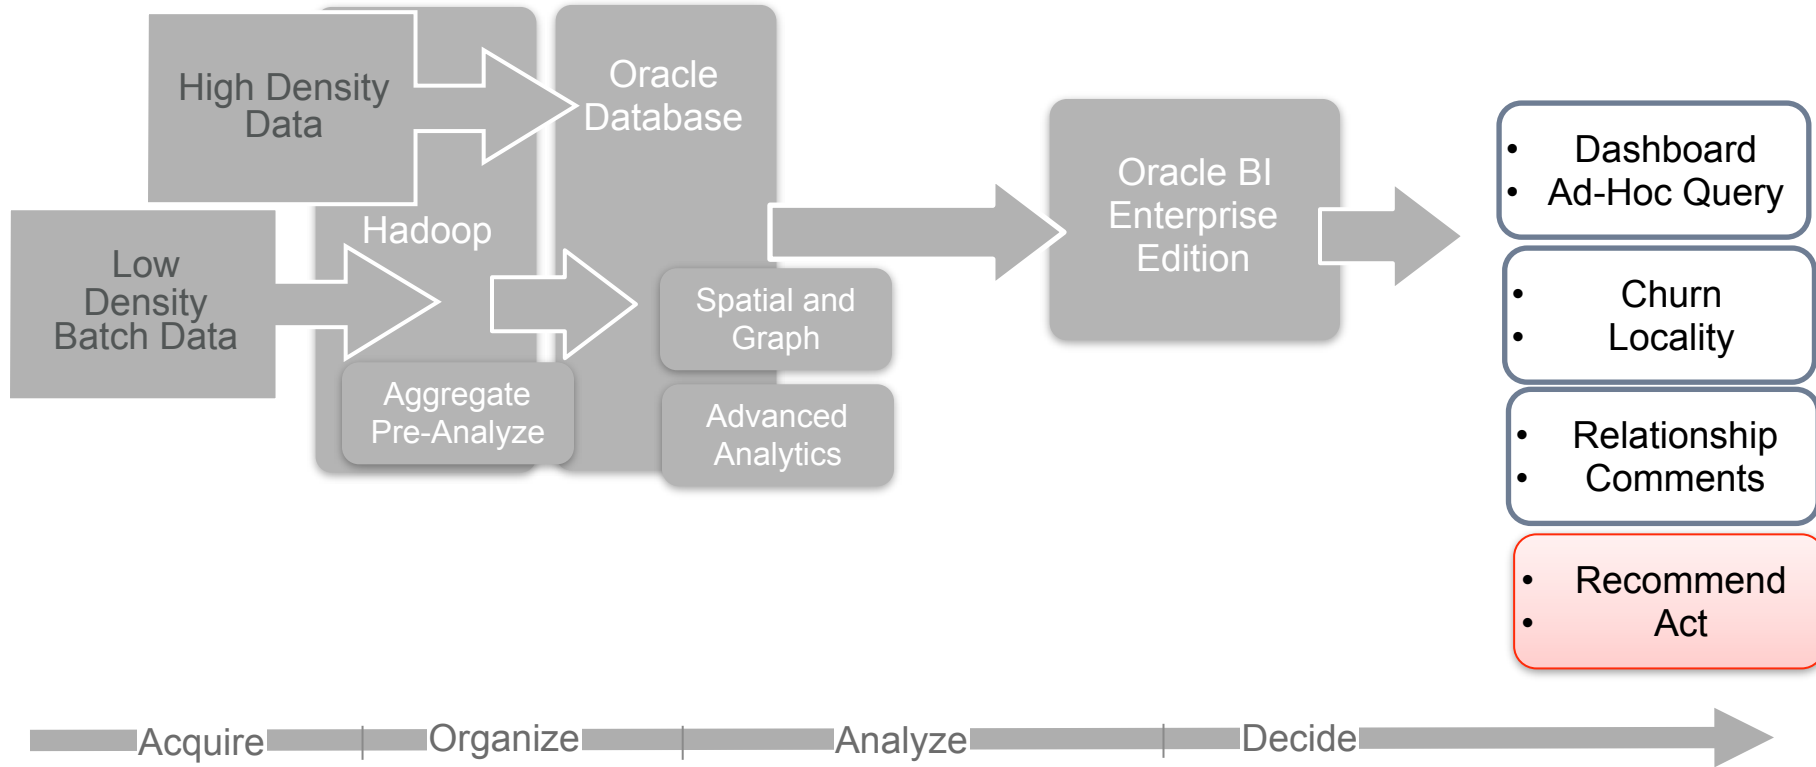 High Density
Data
Low
Density
Batch Data
Hadoop
Aggregate
Pre-Analyze
Oracle
Database
Spatial and
Graph
Advanced
Analytics
Oracle BI
Enterprise
Edition
• Dashboard
• Ad-Hoc Query
• Churn
• Locality
• Relationship
• Comments
• Recommend
• Act
Acquire
Organize
Analyze
Decide